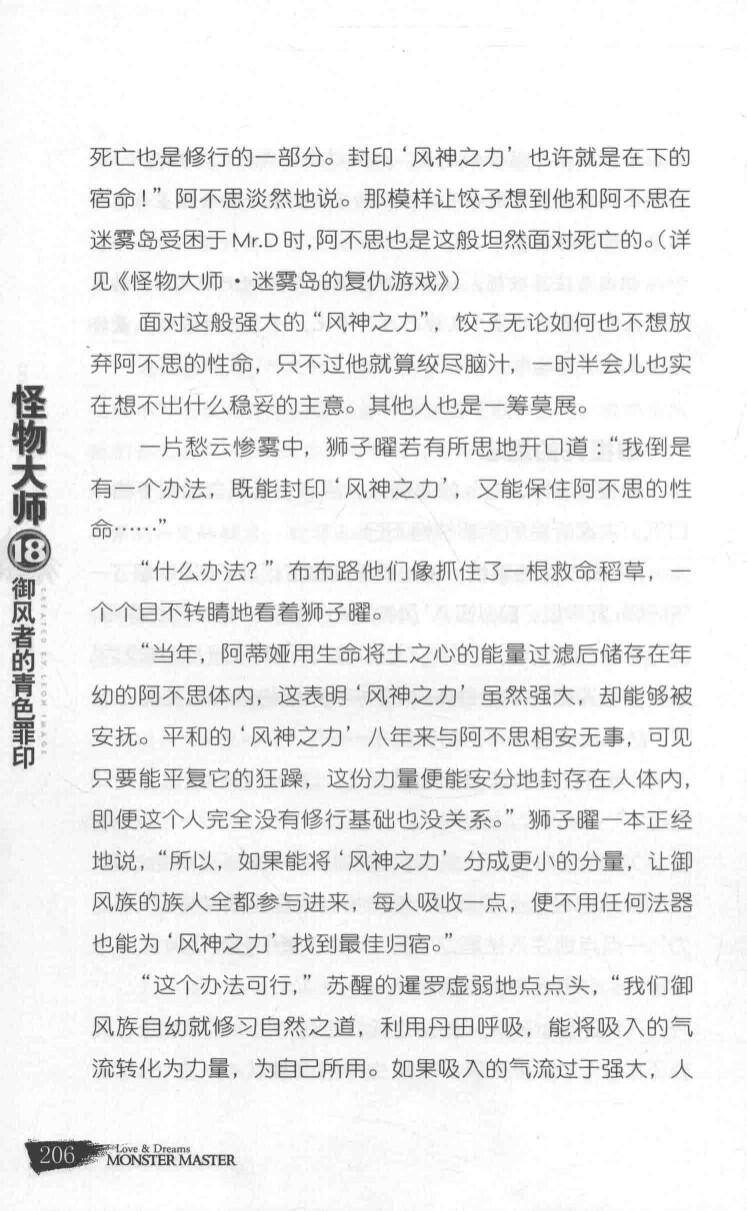 死亡也是修行的一部分。封印‘风神之力’也许就是在下的
宿命！”阿不思淡然地说。那模样让饺子想到他和阿不思在
迷雾岛受困于Mr.D时，阿不思也是这般坦然面对死亡的。（详
见《怪物大师·迷雾岛的复仇游戏》）
面对这般强大的“风神之力”，饺子无论如何也不想放
弃阿不思的性命，只不过他就算绞尽脑汁，一时半会儿也实
在想不出什么稳妥的主意。其他人也是一筹莫展。
一片愁云惨雾中，狮子曜若有所思地开口道：“我倒是
有一个办法，既能封印‘风神之力’，又能保住阿不思的性
命……”
“什么办法？”布布路他们像抓住了一根救命稻草，一
个个目不转睛地看着狮子曜。
“当年，阿蒂娅用生命将土之心的能量过滤后储存在年
幼的阿不思体内，这表明‘风神之力’虽然强大，却能够被
安抚。平和的‘风神之力’八年来与阿不思相安无事，可见
只要能平复它的狂躁，这份力量便能安分地封存在人体内，
即便这个人完全没有修行基础也没关系。”狮子曜一本正经
地说，“所以，如果能将‘风神之力’分成更小的分量，让御
风族的族人全都参与进来，每人吸收一点，便不用任何法器
也能为‘风神之力’找到最佳归宿。”
“这个办法可行，”苏醒的暹罗虚弱地点点头，“我们御
风族自幼就修习自然之道，利用丹田呼吸，能将吸入的气
流转化为力量，为自己所用。如果吸入的气流过于强大，人
怪物大师⑱御风者的青色罪印
CREATED BY LEON IMAGE
206
Love & Dreams
MONSTER MASTER